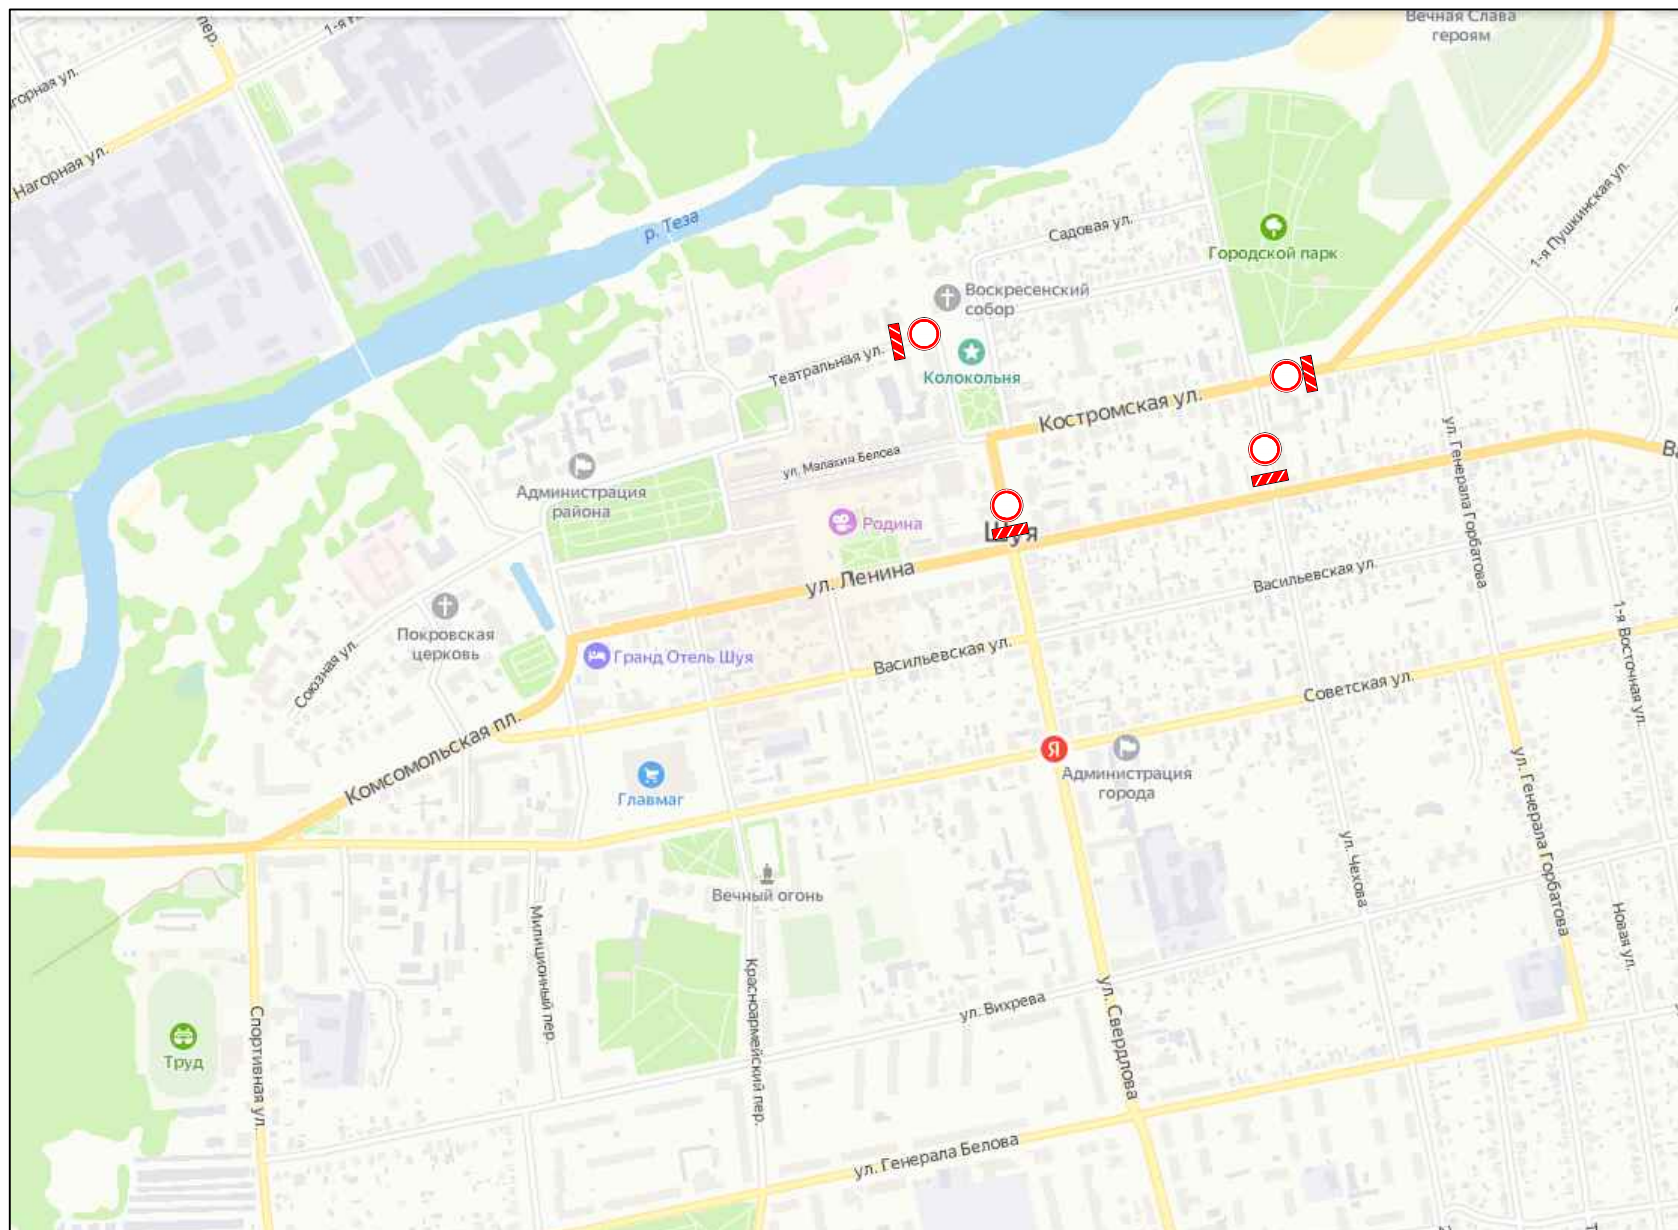 Вечная Слава
героям
пер.
Нагорная ул.
р. Теза
Садовая ул.
1-я Пушкинская ул.
Городской парк
Воскресенский
собор
Театральная ул.
Колокольня
Костромская ул.
ул. Малахия Белова
ул. Генерала Горбатова
Администрация
района
Родина
Шуя
ул. Ленина
Васильевская ул.
Покровская
церковь
Союзная ул.
Гранд Отель Шуя
Васильевская ул.
1-я Восточная ул.
Советская ул.
Комсомольская пл.
Я
Администрация
города
Главмаг
ул. Генерала Горбатова
ул. Чехова
Вечный огонь
Милиционный пер.
Новая ул.
Красноармейский пер.
ул. Вихрева
ул. Свердлова
Спортивная ул.
Труд
ул. Генерала Белова